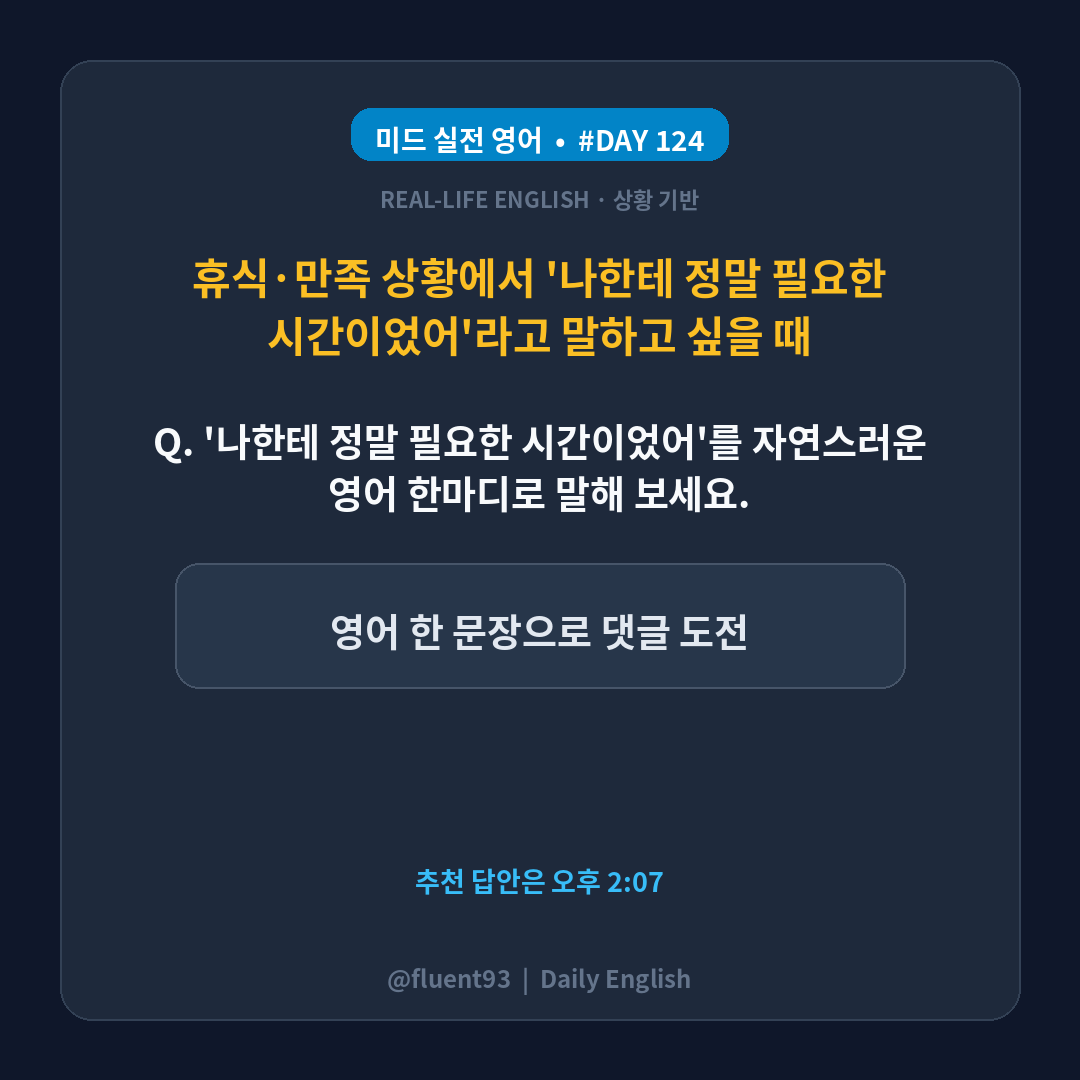 미드 실전 영어 • #DAY 124
REAL-LIFE ENGLISH · 상황 기반
휴식·만족 상황에서 '나한테 정말 필요한
시간이었어'라고 말하고 싶을 때
Q. '나한테 정말 필요한 시간이었어'를 자연스러운
영어 한마디로 말해 보세요.
영어 한 문장으로 댓글 도전
추천 답안은 오후 2:07
@fluent93 | Daily English